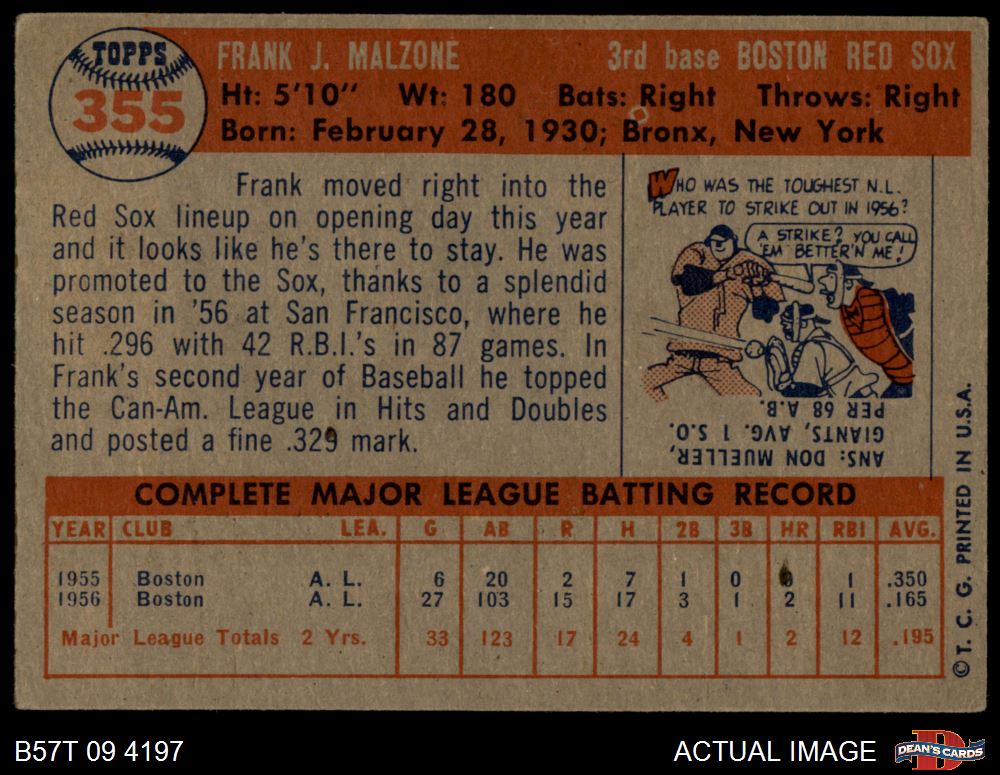 TOPPS
355
FRANK J. MALZONE 3rd base BOSTON RED SOX
Ht: 5'10" Wt: 180 Bats: Right Throws: Right
Born: February 28, 1930; Bronx, New York
Frank moved right into the
Red Sox lineup on opening day this year
and it looks like he's there to stay. He was
promoted to the Sox, thanks to a splendid
season in '56 at San Francisco, where he
hit .296 with 42 R.B.I.'s in 87 games. In
Frank's second year of Baseball he topped
the Can-Am. League in Hits and Doubles
and posted a fine .329 mark.
WHO WAS THE TOUGHEST N.L.
PLAYER TO STRIKE OUT IN 1956?
A STRIKE? YOU CALL
'EM BETTER'N ME!
ANS: DON MUELLER,
GIANTS, AVG. 1 S.O.
PER 68 A.B.
COMPLETE MAJOR LEAGUE BATTING RECORD
YEAR CLUB LEA. G AB R H 2B 3B HR RBI AVG.
1955 Boston A. L. 6 20 2 7 1 0 1 .350
1956 Boston A. L. 27 103 15 17 3 1 2 11 .165
Major League Totals 2 Yrs. 33 123 17 24 4 1 2 12 .195
© T. C. G. PRINTED IN U.S.A.
B57T 09 4197 ACTUAL IMAGE
D
DEAN'S CARDS